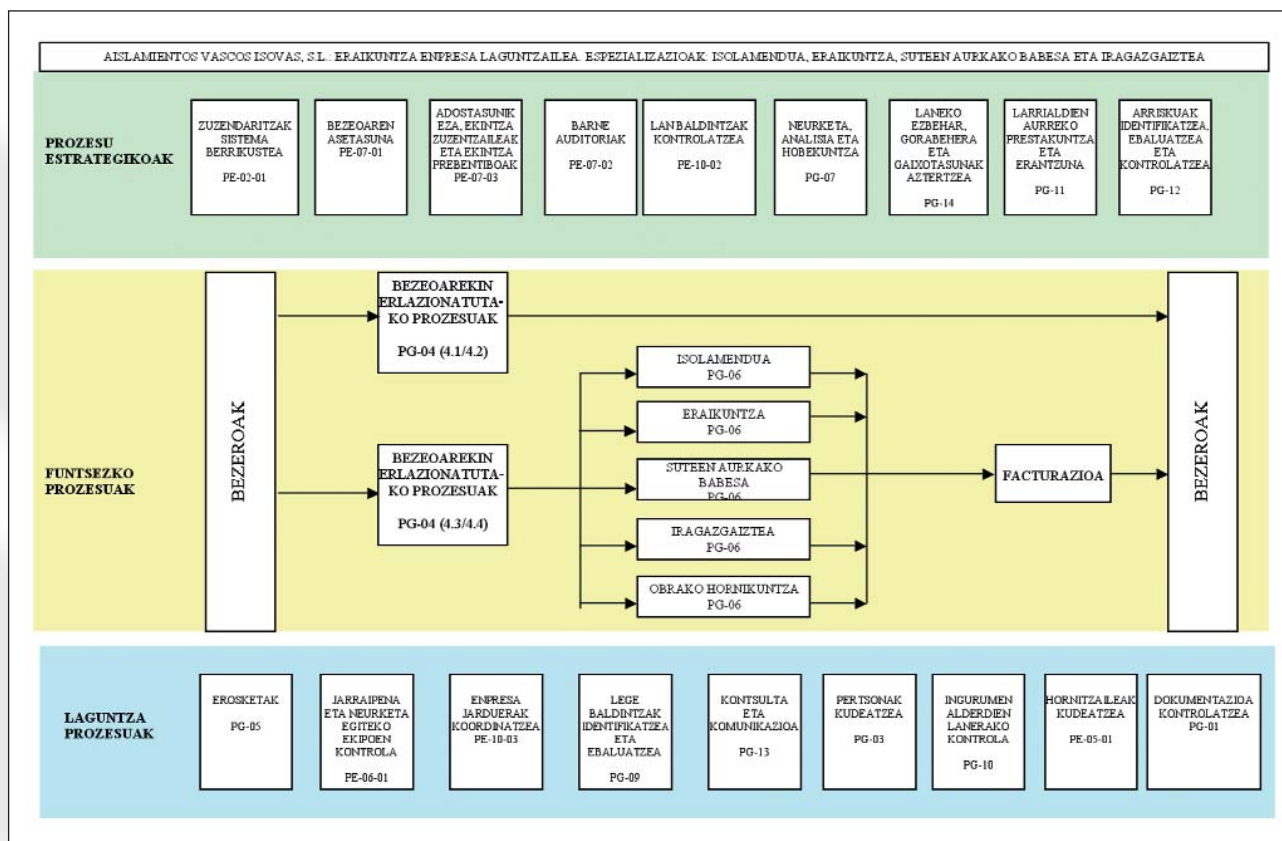 AISLAMIENTOS VASCOS ISOVAS, S.L.: ERAIKUNTZA ENPRESA LAGUNTZAILEA. ESPEZIALIZAZIOAK: ISOLAMENDUA, ERAIKUNTZA, SUTEEN AURKAKO BABESA ETA IRAGAZGAIZTEA
PROZESU
ESTRATEGIKOAK
ZUZENDARITZAK
SISTEMA
BERRIKUSTEA
PE-02-01
BEZEOAREN
ASETASUNA
PE-07-01
ADOSTASUNIK
EZA, EKINTZA
ZUZENTZAILEAK
ETA EKINTZA
PREBENTIBOAK
PE-07-03
BARNE
AUDITORIAK
PE-07-02
LAN BALDINTZAK
KONTROLATZEA
PE-10-02
NEURKETA,
ANALISIA ETA
HOBEKUNTZA
PG-07
LANEKO
EZBEHAR,
GORABEHERA
ETA
GAIXOTASUNAK
AZTERTZEA
PG-14
LARRIALDIEN
AURREKO
PRESTAKUNTZA
ETA
ERANTZUNA
PG-11
ARRISKUAK
IDENTIFIKATZEA,
EBALUATZEA
ETA
KONTROLATZEA
PG-12
FUNTSEZKO
PROZESUAK
BEZEROAK
BEZEOAREKIN
ERLAZIONATUTA-
KO PROZESUAK
PG-04 (4.1/4.2)
BEZEOAREKIN
ERLAZIONATUTA-
KO PROZESUAK
PG-04 (4.3/4.4)
ISOLAMENDUA
PG-06
ERAIKUNTZA
PG-06
SUTEEN AURKAKO
BABESA
PG-06
IRAGAZGAIZTEA
PG-06
OBRAKO HORNIKUNTZA
PG-06
FACTURAZIOA
BEZEROAK
LAGUNTZA
PROZESUAK
EROSKETAK
PG-05
JARRAIPENA
ETA NEURKETA
EGITEKO
EKIPOEN
KONTROLA
PE-06-01
ENPRESA
JARDUERAK
KOORDINATZEA
PE-10-03
LEGE
BALDINTZAK
IDENTIFIKATZEA
ETA
EBALUATZEA
PG-09
KONTSULTA
ETA
KOMUNIKAZIOA
PG-13
PERTSONAK
KUDEATZEA
PG-03
INGURUMEN
ALDERDIEN
LANERAKO
KONTROLA
PG-10
HORNITZAILEAK
KUDEATZEA
PE-05-01
DOKUMENTAZIOA
KONTROLATZEA
PG-01